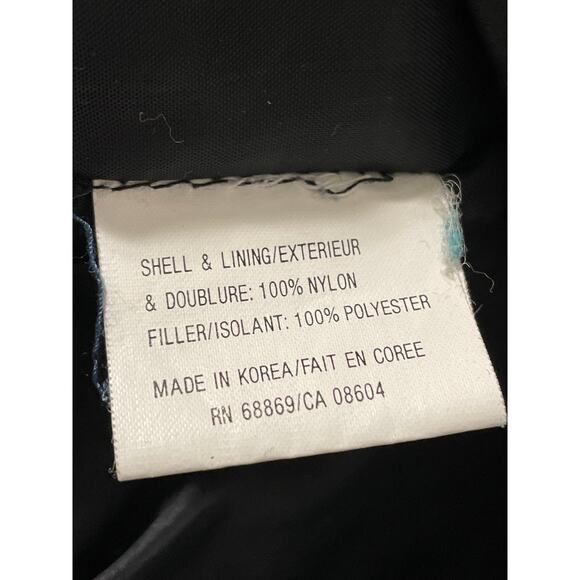 SHELL & LINING/EXTERIEUR
& DOUBLURE: 100% NYLON
FILLER/ISOLANT: 100% POLYESTER
MADE IN KOREA/FAIT EN COREE
RN 68869/CA 08604